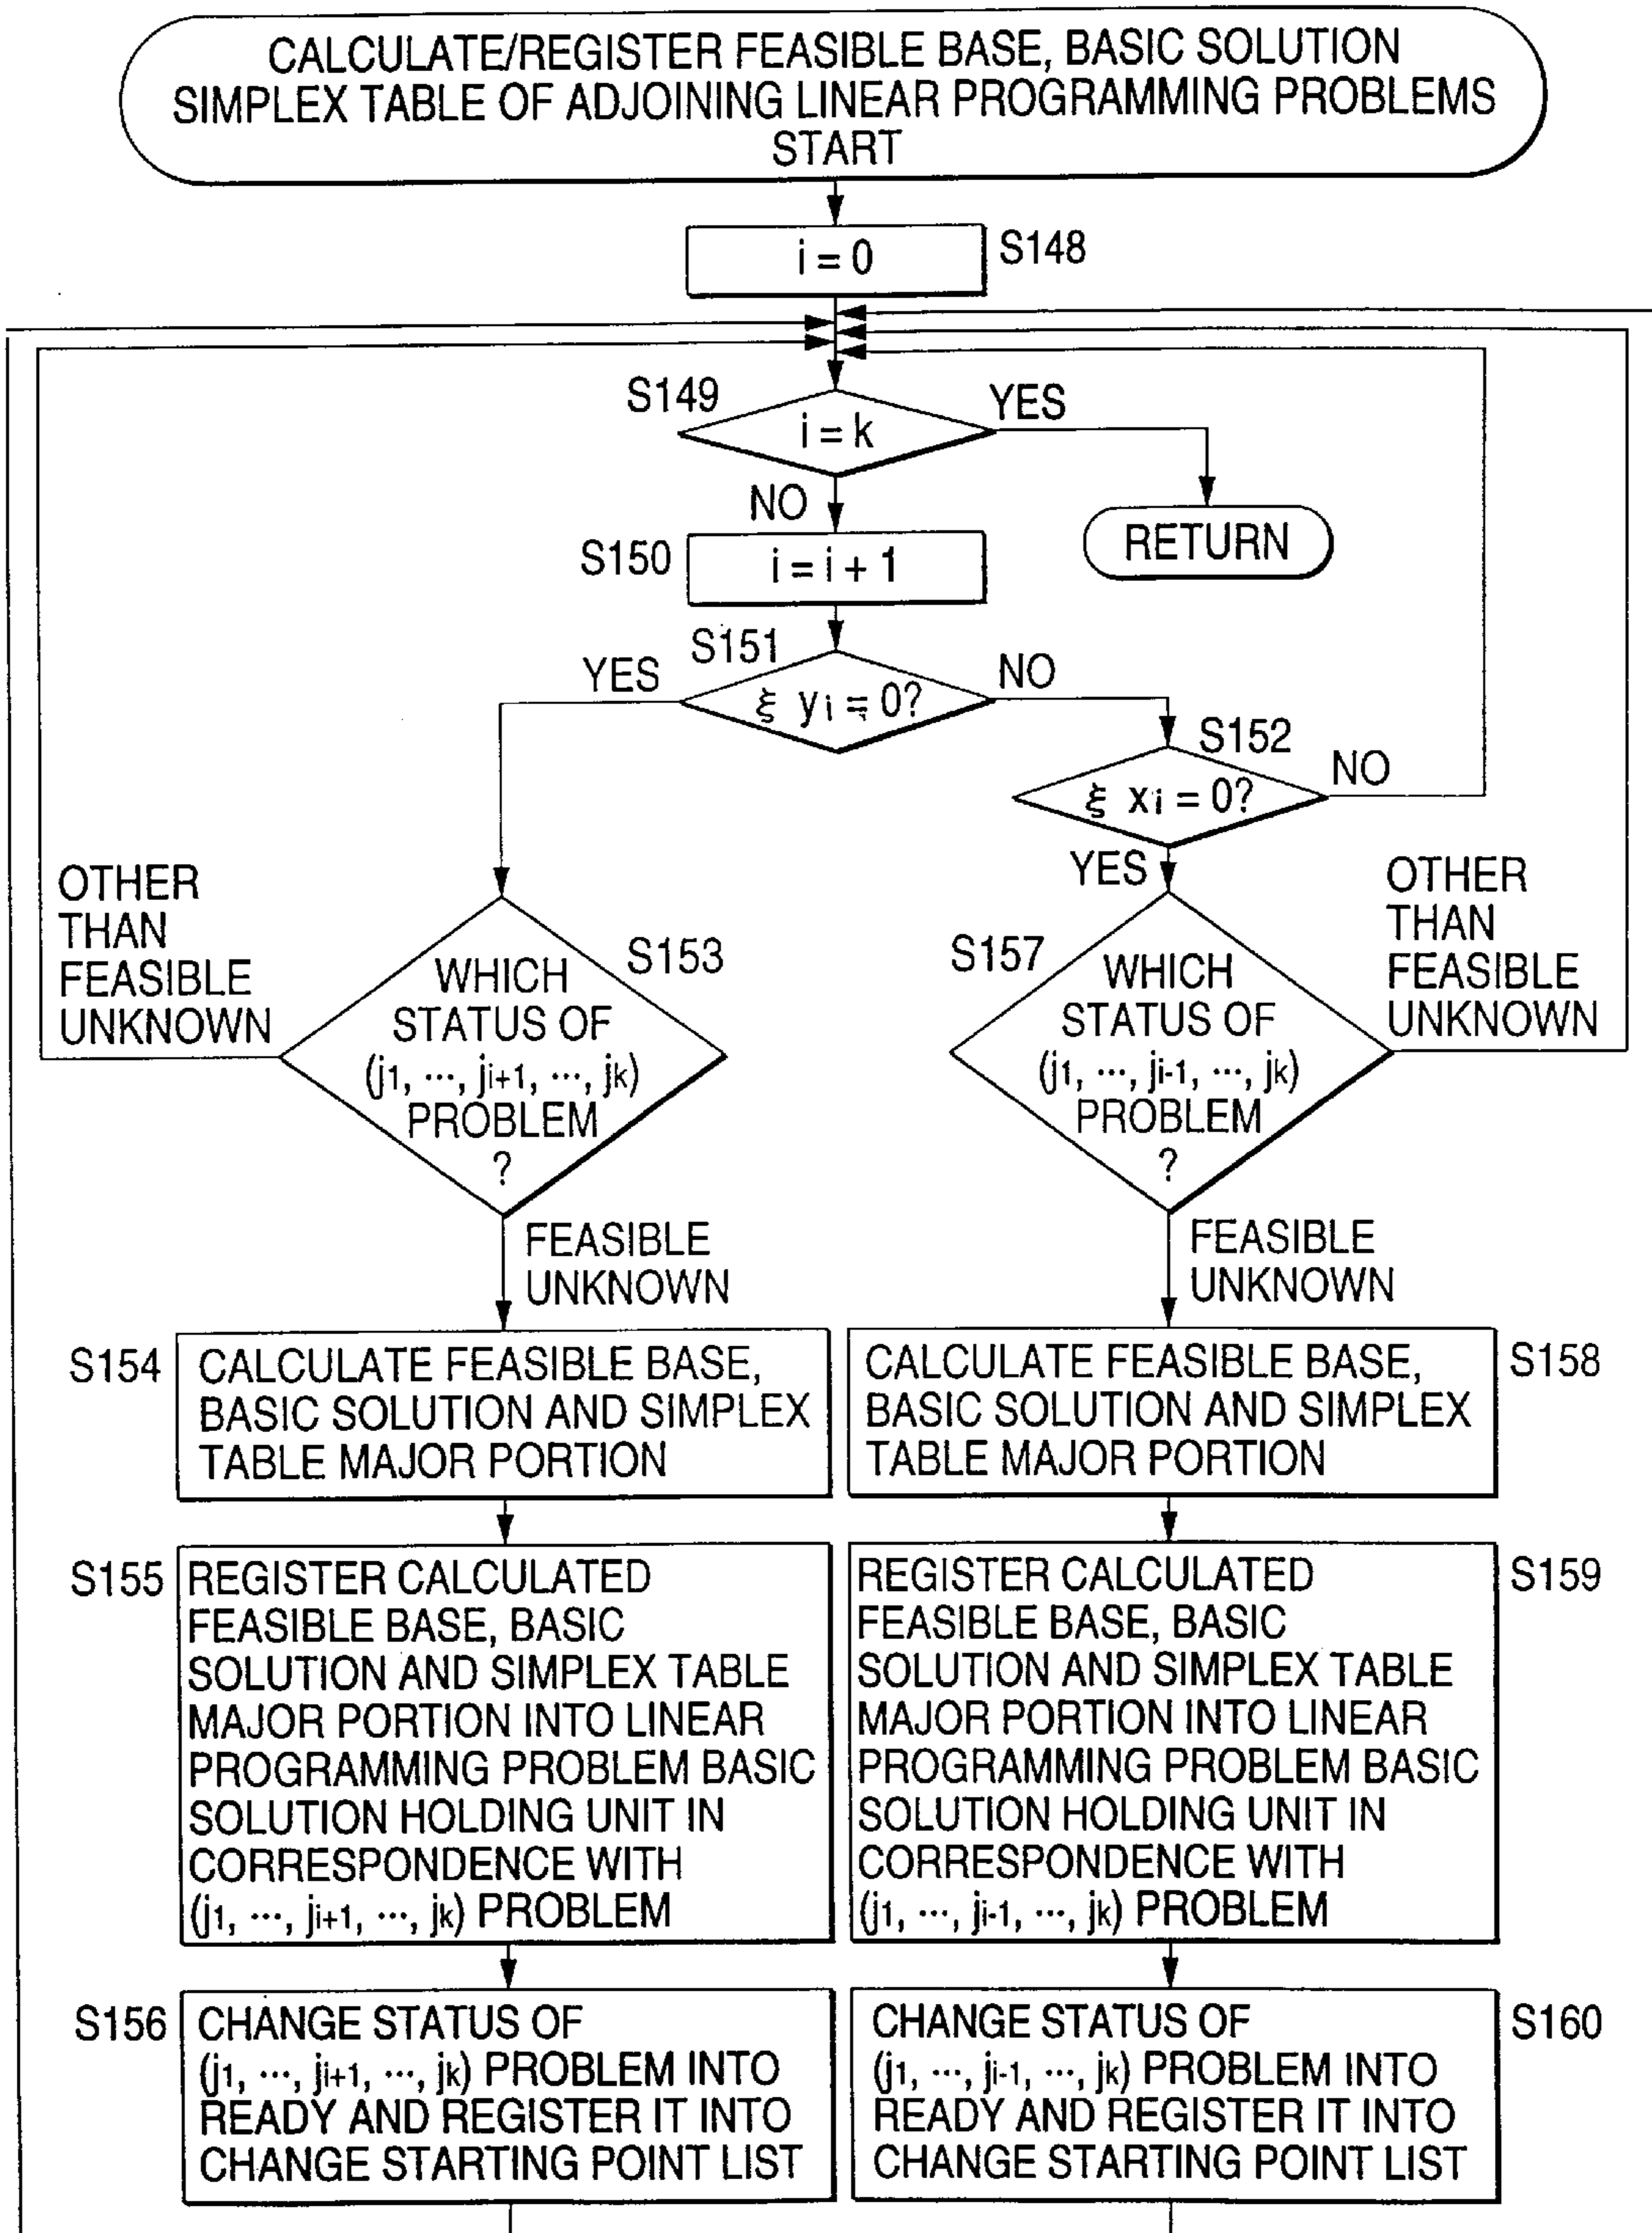 CALCULATE/REGISTER FEASIBLE BASE, BASIC SOLUTION
SIMPLEX TABLE OF ADJOINING LINEAR PROGRAMMING PROBLEMS
START
i = 0
S148
S149
i = k
YES
NO
RETURN
S150
i = i + 1
S151
YES
ξ yi = 0?
NO
S152
ξ xi = 0?
NO
YES
OTHER
THAN
FEASIBLE
UNKNOWN
S153
WHICH
STATUS OF
(j1, ···, ji+1, ···, jk)
PROBLEM
?
FEASIBLE
UNKNOWN
S157
WHICH
STATUS OF
(j1, ···, ji-1, ···, jk)
PROBLEM
?
OTHER
THAN
FEASIBLE
UNKNOWN
FEASIBLE
UNKNOWN
S154
CALCULATE FEASIBLE BASE,
BASIC SOLUTION AND SIMPLEX
TABLE MAJOR PORTION
CALCULATE FEASIBLE BASE,
BASIC SOLUTION AND SIMPLEX
TABLE MAJOR PORTION
S158
S155
REGISTER CALCULATED
FEASIBLE BASE, BASIC
SOLUTION AND SIMPLEX TABLE
MAJOR PORTION INTO LINEAR
PROGRAMMING PROBLEM BASIC
SOLUTION HOLDING UNIT IN
CORRESPONDENCE WITH
(j1, ···, ji+1, ···, jk) PROBLEM
REGISTER CALCULATED
FEASIBLE BASE, BASIC
SOLUTION AND SIMPLEX TABLE
MAJOR PORTION INTO LINEAR
PROGRAMMING PROBLEM BASIC
SOLUTION HOLDING UNIT IN
CORRESPONDENCE WITH
(j1, ···, ji-1, ···, jk) PROBLEM
S159
S156
CHANGE STATUS OF
(j1, ···, ji+1, ···, jk) PROBLEM INTO
READY AND REGISTER IT INTO
CHANGE STARTING POINT LIST
CHANGE STATUS OF
(j1, ···, ji-1, ···, jk) PROBLEM INTO
READY AND REGISTER IT INTO
CHANGE STARTING POINT LIST
S160